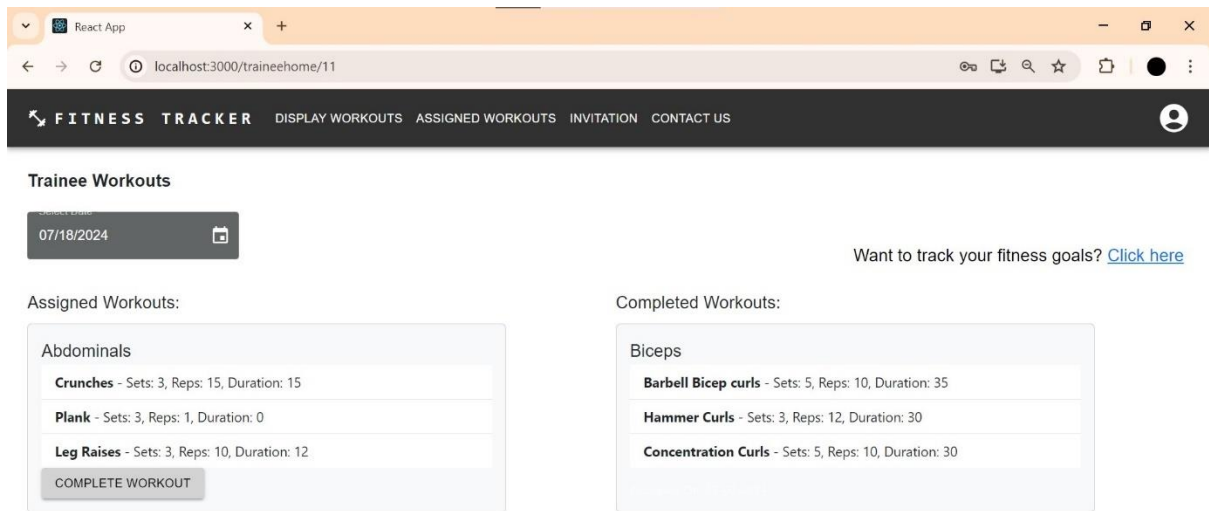 React App
localhost:3000/traineehome/11
FITNESS TRACKER DISPLAY WORKOUTS ASSIGNED WORKOUTS INVITATION CONTACT US
Trainee Workouts
Select Date
07/18/2024
Want to track your fitness goals? Click here
Assigned Workouts:
Abdominals
Crunches - Sets: 3, Reps: 15, Duration: 15
Plank - Sets: 3, Reps: 1, Duration: 0
Leg Raises - Sets: 3, Reps: 10, Duration: 12
COMPLETE WORKOUT
Completed Workouts:
Biceps
Barbell Bicep curls - Sets: 5, Reps: 10, Duration: 35
Hammer Curls - Sets: 3, Reps: 12, Duration: 30
Concentration Curls - Sets: 5, Reps: 10, Duration: 30